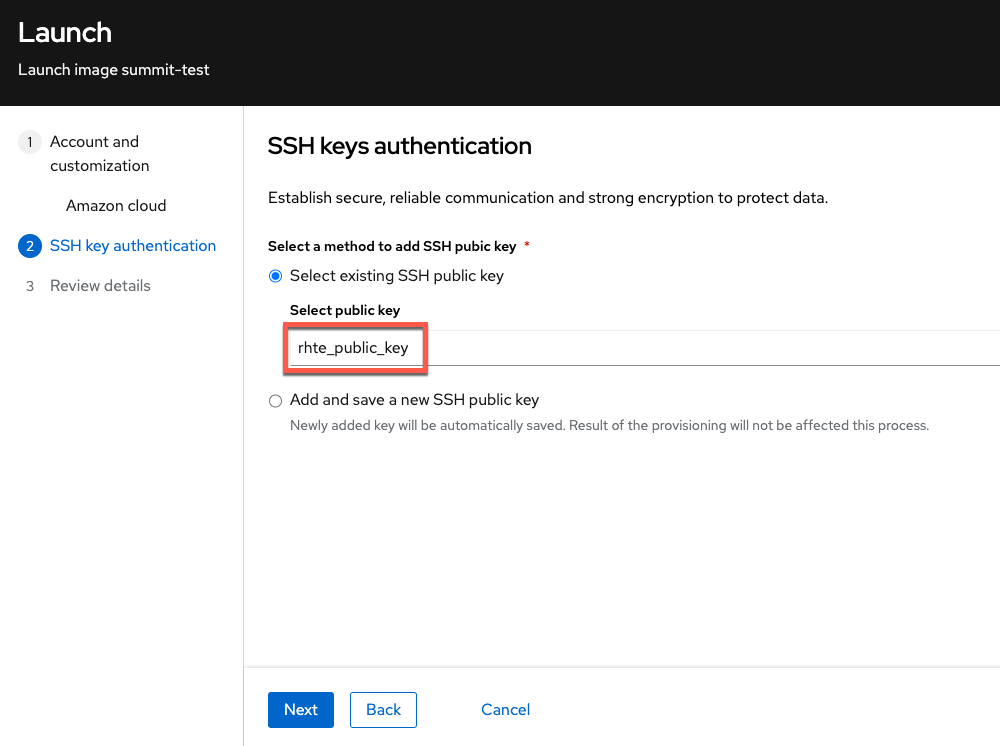 Launch
Launch image summit-test
1 Account and
customization
Amazon cloud
2 SSH key authentication
3 Review details
SSH keys authentication
Establish secure, reliable communication and strong encryption to protect data.
Select a method to add SSH pubic key *
Select existing SSH public key
Select public key
rhte_public_key
Add and save a new SSH public key
Newly added key will be automatically saved. Result of the provisioning will not be affected this process.
Next Back Cancel